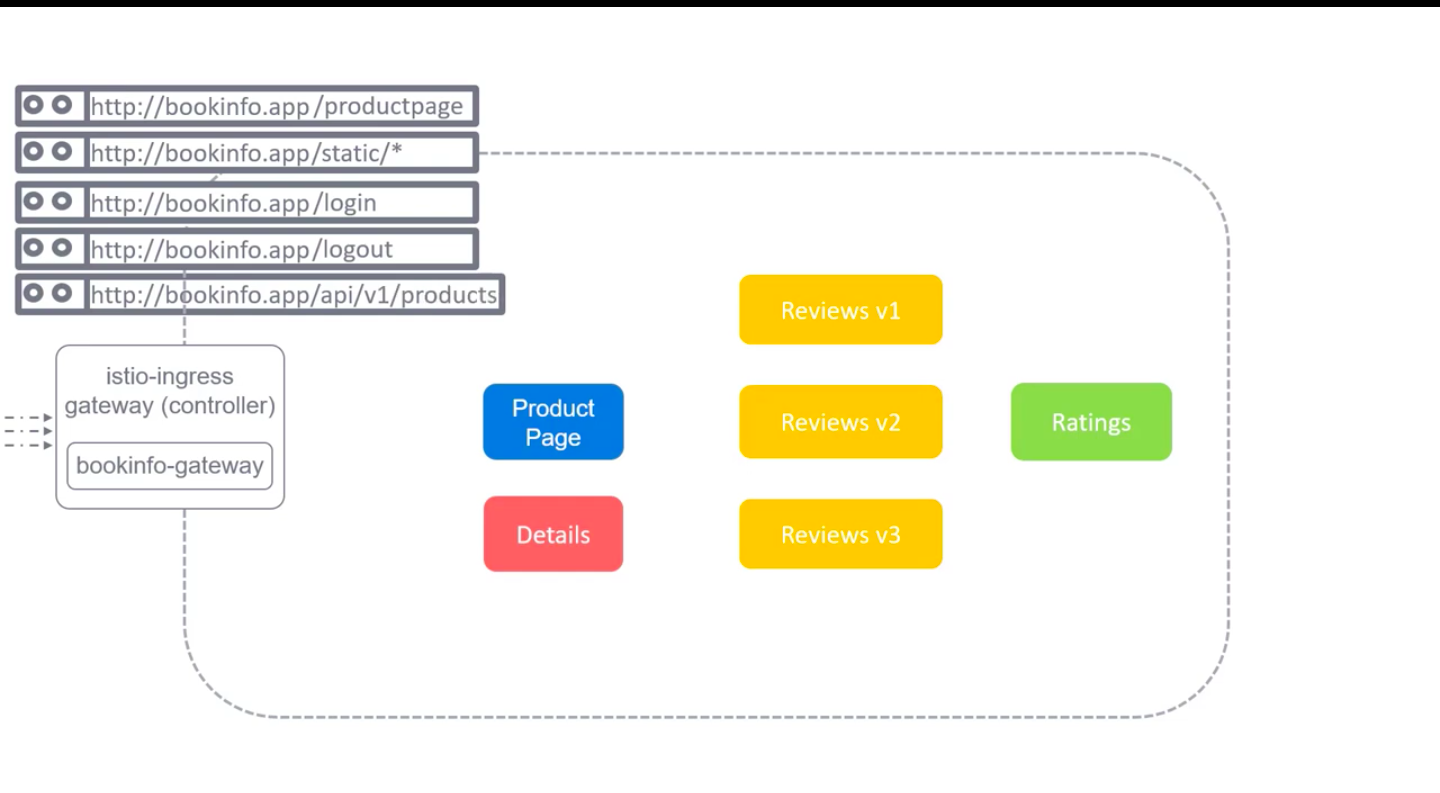 http://bookinfo.app/productpage
http://bookinfo.app/static/*
http://bookinfo.app/login
http://bookinfo.app/logout
http://bookinfo.app/api/v1/products
istio-ingress
gateway (controller)
bookinfo-gateway
Product
Page
Details
Reviews v1
Reviews v2
Reviews v3
Ratings